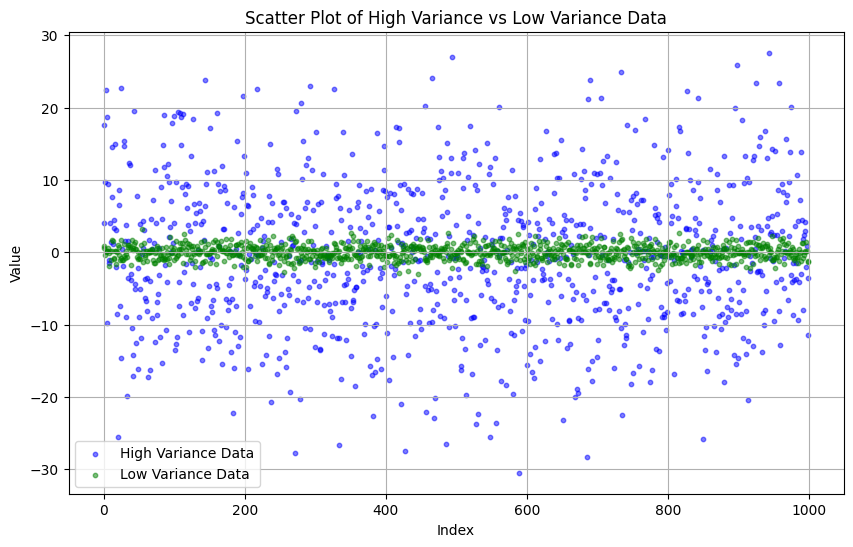 Scatter Plot of High Variance vs Low Variance Data
Value
30
20
10
0
−10
−20
−30
High Variance Data
Low Variance Data
0
200
400
600
800
1000
Index